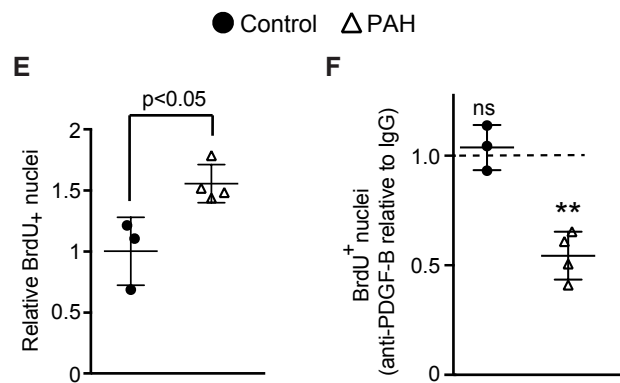 Control PAH
E
p<0.05
Relative BrdU+ nuclei
2
1.5
1
0.5
0
F
BrdU+ nuclei
(anti-PDGF-B relative to IgG)
ns
1.0
**
0.5
0